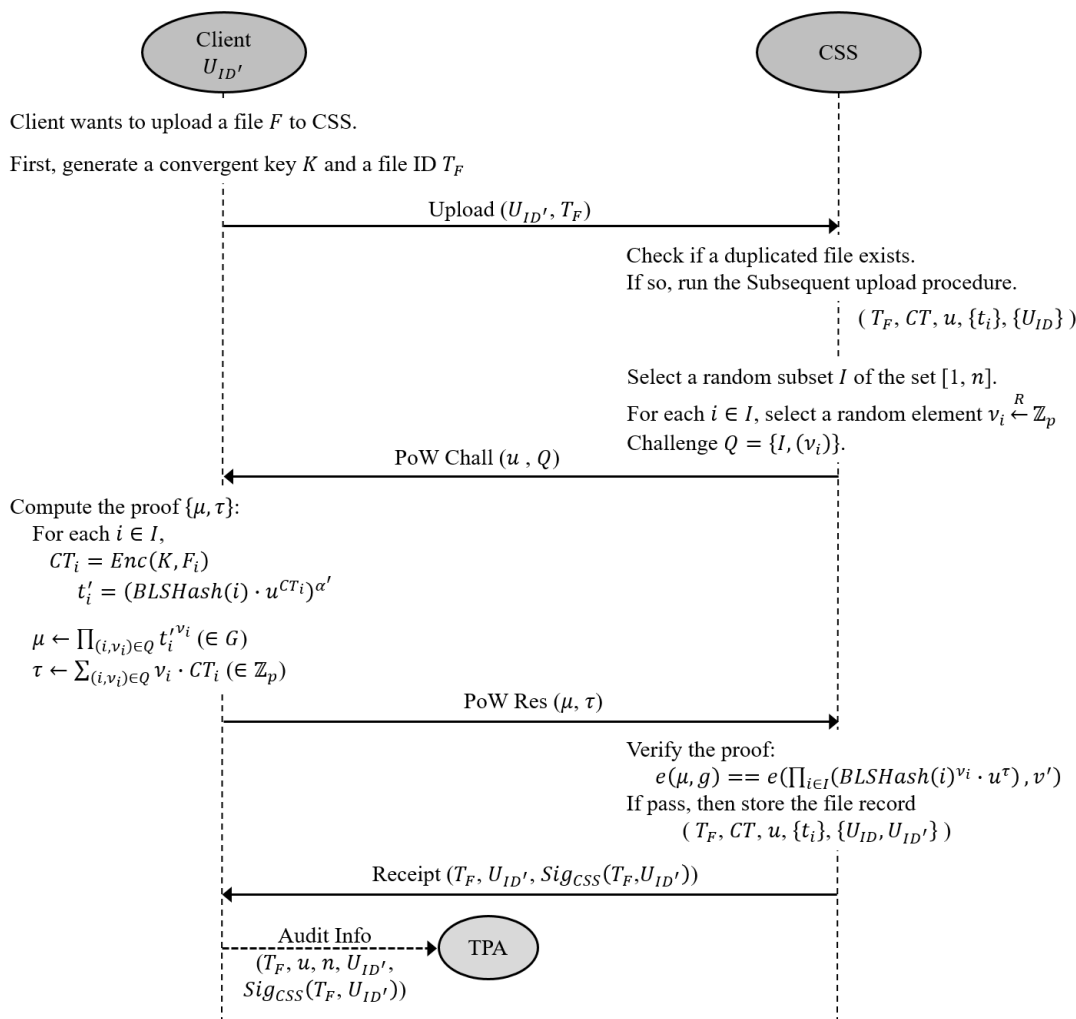 Client
U_{ID'}
CSS
Client wants to upload a file F to CSS.
First, generate a convergent key K and a file ID T_F
Upload (U_{ID'}, T_F)
Check if a duplicated file exists.
If so, run the Subsequent upload procedure.
( T_F, CT, u, {t_i}, {U_{ID}} )
Select a random subset I of the set [1, n].
For each i ∈ I, select a random element ν_i ←^R ℤ_p
Challenge Q = {I, (ν_i)}.
PoW Chall (u , Q)
Compute the proof {μ, τ}:
For each i ∈ I,
CT_i = Enc(K, F_i)
t'_i = (BLSHash(i) · u^{CT_i})^{α'}
μ ← ∏_{(i,ν_i)∈Q} t'_i^{ν_i} (∈ G)
τ ← ∑_{(i,ν_i)∈Q} ν_i · CT_i (∈ ℤ_p)
PoW Res (μ, τ)
Verify the proof:
e(μ, g) == e(∏_{i∈I}(BLSHash(i)^{ν_i} · u^τ) , v')
If pass, then store the file record
( T_F, CT, u, {t_i}, {U_{ID}, U_{ID'}} )
Receipt (T_F, U_{ID'}, Sig_{CSS}(T_F,U_{ID'}))
Audit Info
(T_F, u, n, U_{ID'},
Sig_{CSS}(T_F, U_{ID'}))
TPA